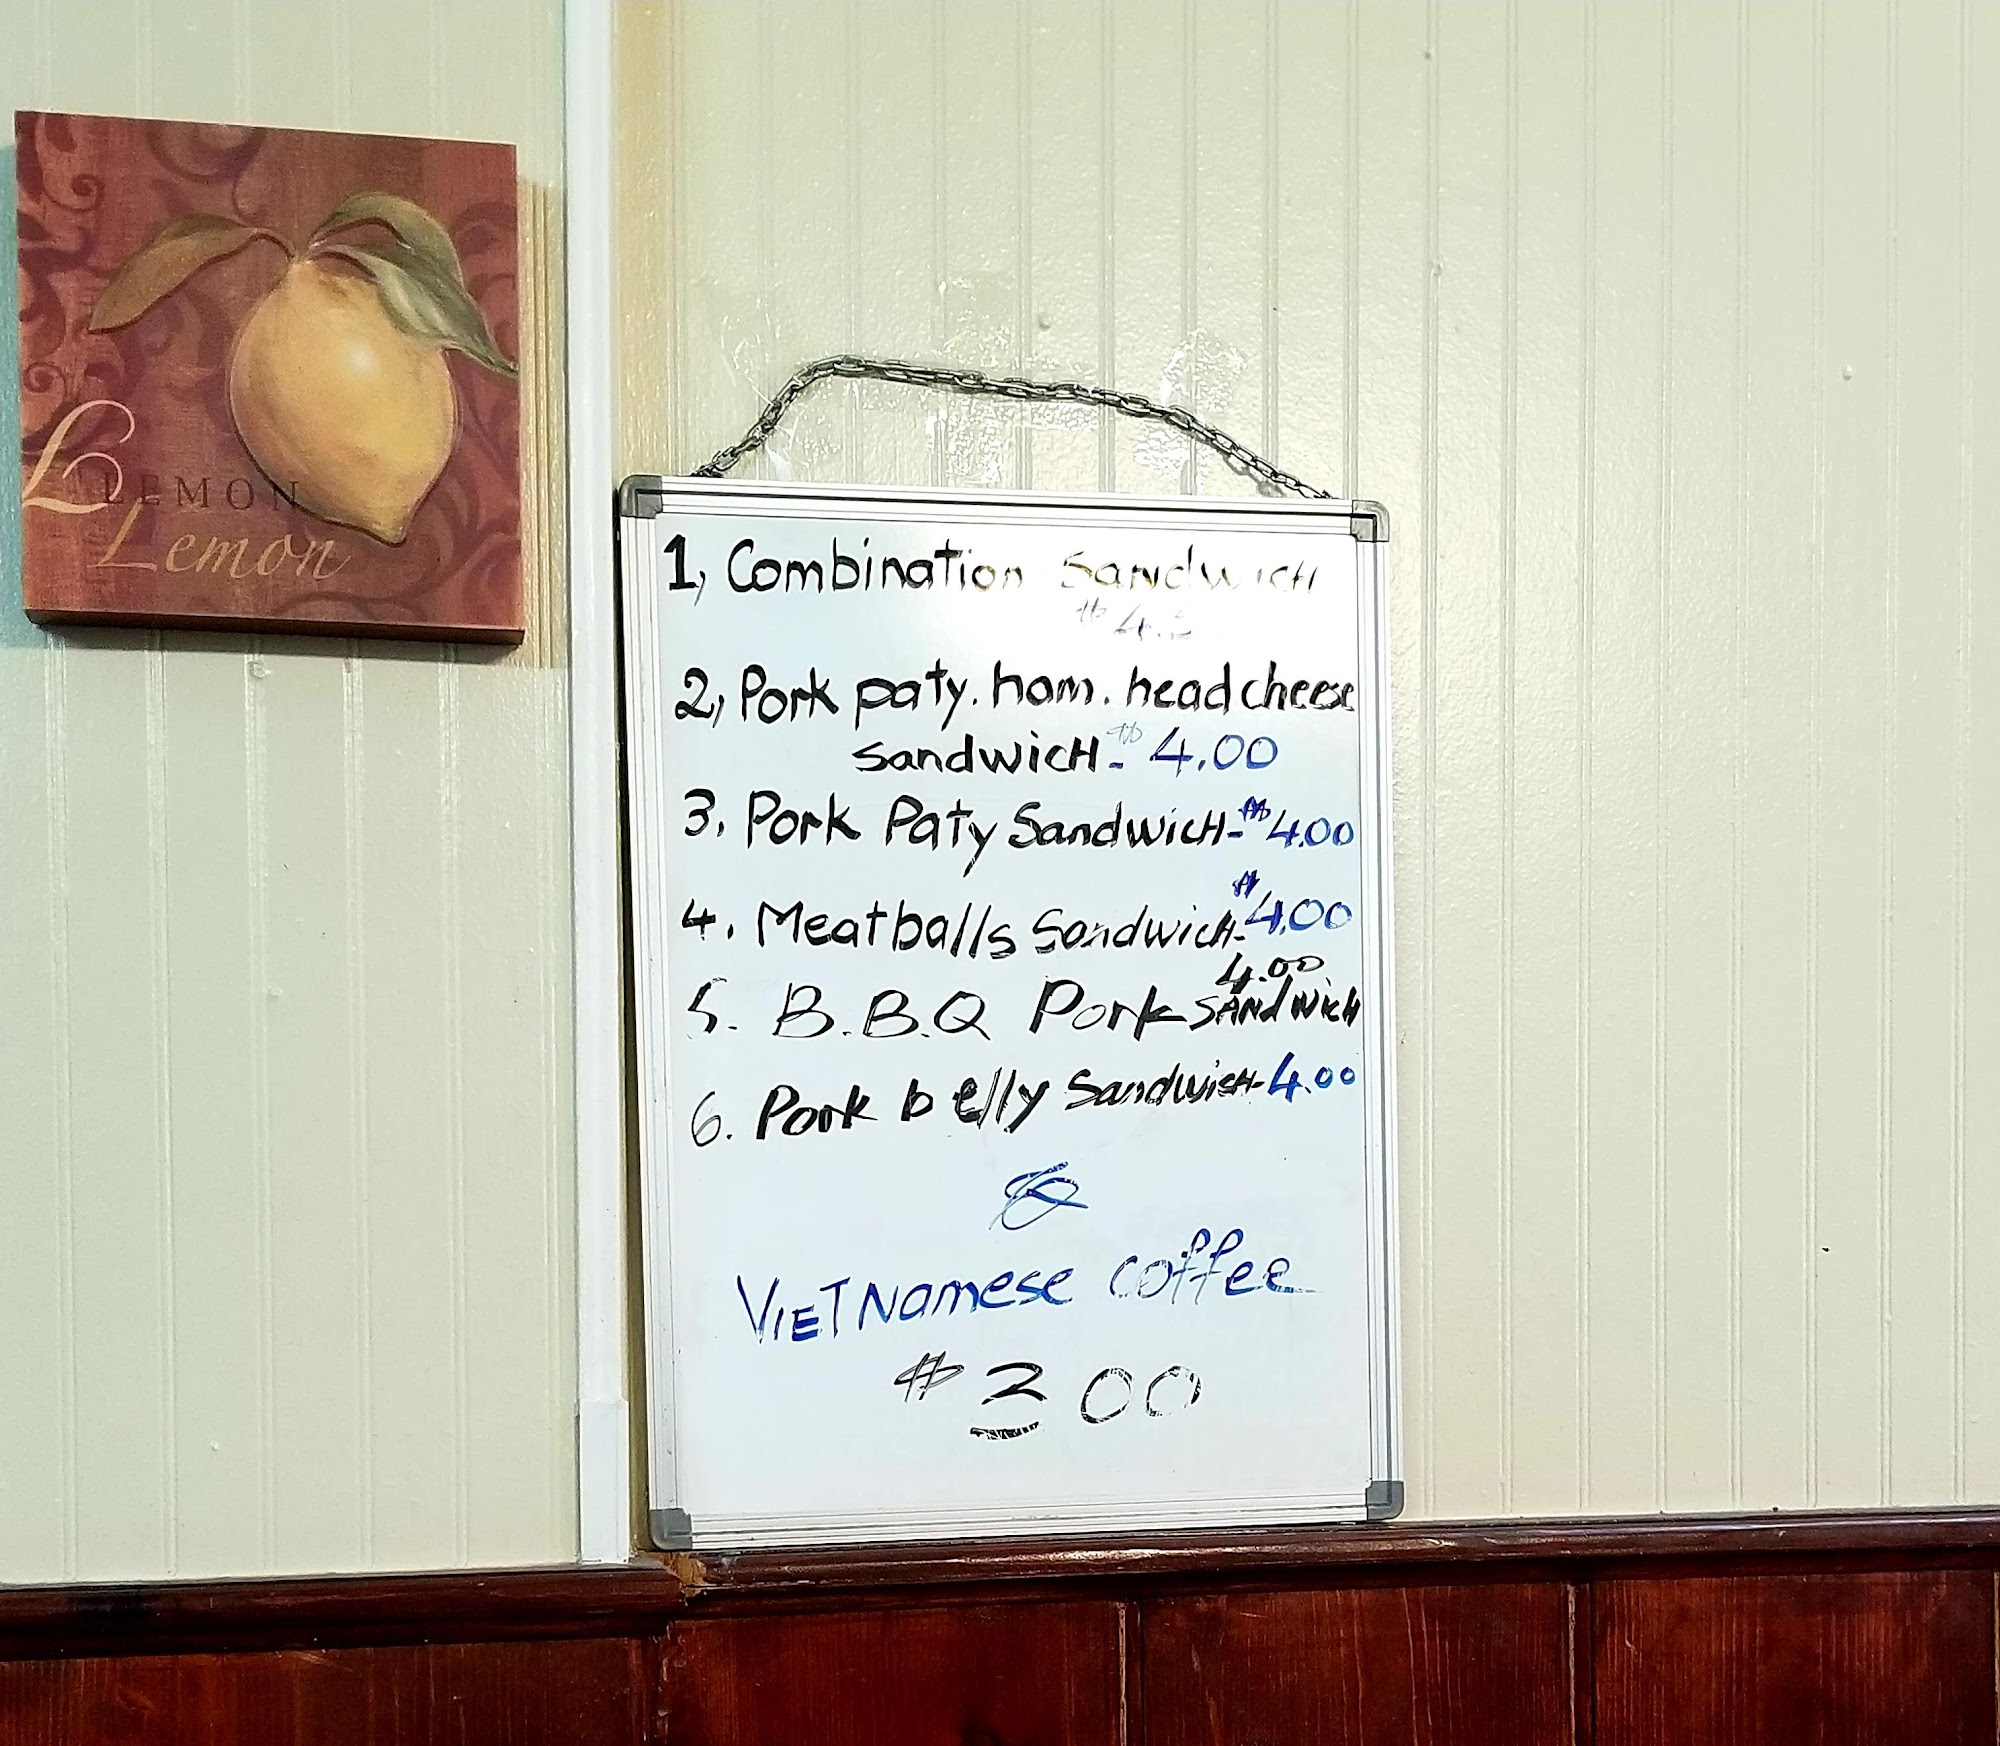 L
LEMON
Lemon
1, Combination SandwicH
2, Pork paty. ham. head cheese
SandwicH - $ 4.00
3. Pork Paty SandwicH - $4.00
4. Meatballs SandwicH - $4.00
4.00
5. B.B.Q Pork SANdwicH
6. Pork belly SandwicH - 4.00
&
VIETNamese coffee
$ 00